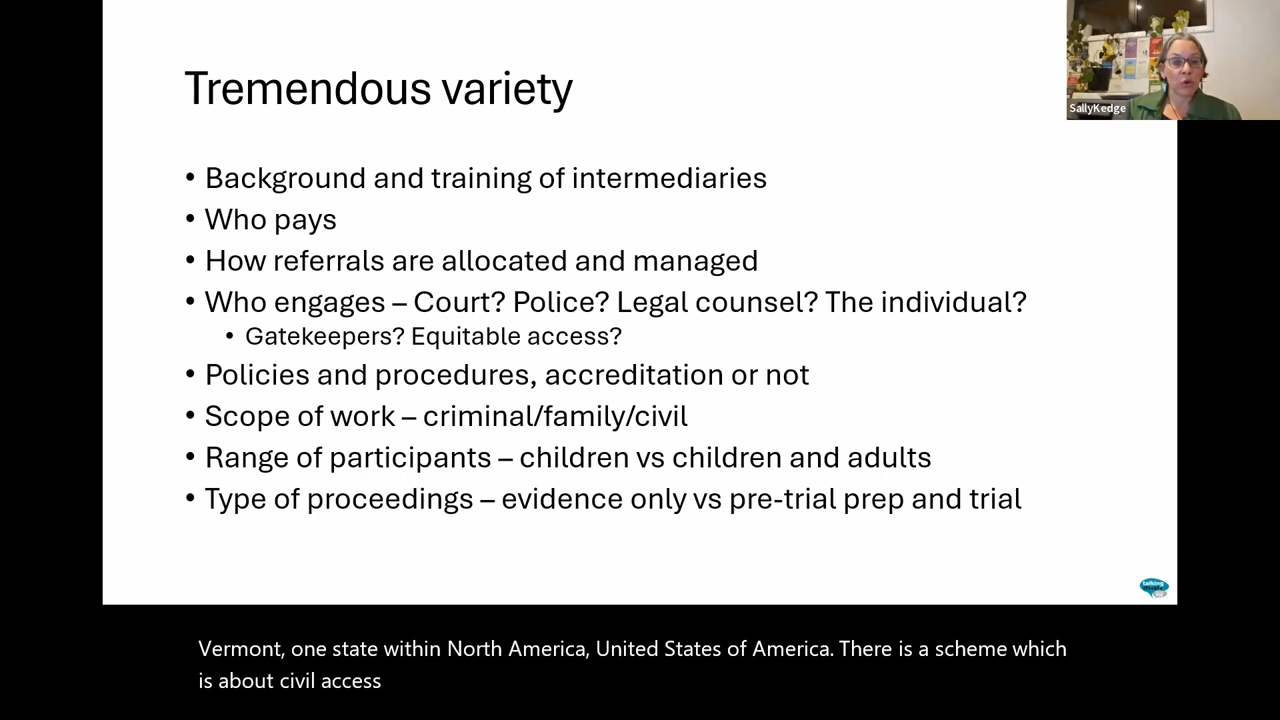 Tremendous variety
SallyKedge
• Background and training of intermediaries
• Who pays
• How referrals are allocated and managed
• Who engages – Court? Police? Legal counsel? The individual?
• Gatekeepers? Equitable access?
• Policies and procedures, accreditation or not
• Scope of work – criminal/family/civil
• Range of participants – children vs children and adults
• Type of proceedings – evidence only vs pre-trial prep and trial
talking
Vermont, one state within North America, United States of America. There is a scheme which
is about civil access